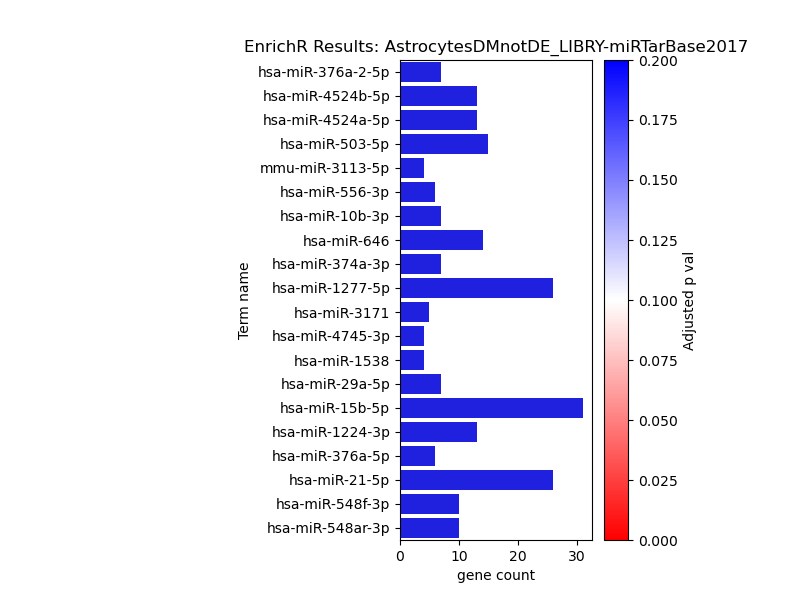 EnrichR Results: AstrocytesDMnotDE_LIBRY-miRTarBase2017
hsa-miR-376a-2-5p
hsa-miR-4524b-5p
hsa-miR-4524a-5p
hsa-miR-503-5p
mmu-miR-3113-5p
hsa-miR-556-3p
hsa-miR-10b-3p
hsa-miR-646
hsa-miR-374a-3p
hsa-miR-1277-5p
hsa-miR-3171
hsa-miR-4745-3p
hsa-miR-1538
hsa-miR-29a-5p
hsa-miR-15b-5p
hsa-miR-1224-3p
hsa-miR-376a-5p
hsa-miR-21-5p
hsa-miR-548f-3p
hsa-miR-548ar-3p
Term name
0 10 20 30
gene count
0.200
0.175
0.150
0.125
0.100
0.075
0.050
0.025
0.000
Adjusted p val